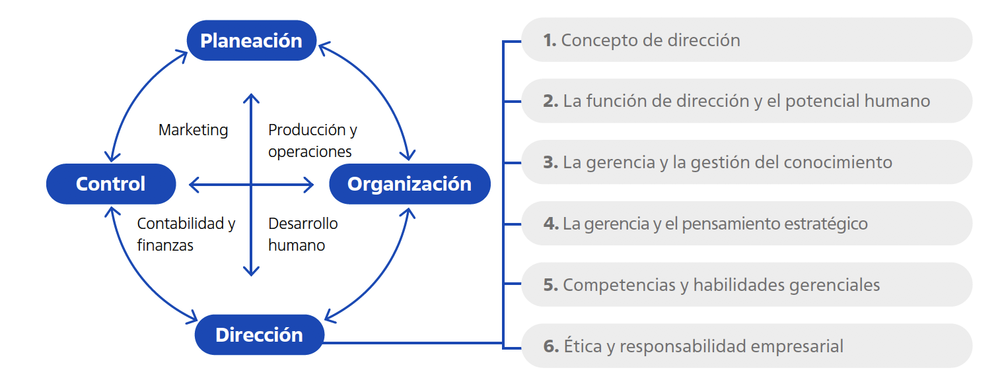 Planeación
Marketing
Producción y
operaciones
Control
Organización
Contabilidad y
finanzas
Desarrollo
humano
Dirección
1. Concepto de dirección
2. La función de dirección y el potencial humano
3. La gerencia y la gestión del conocimiento
4. La gerencia y el pensamiento estratégico
5. Competencias y habilidades gerenciales
6. Ética y responsabilidad empresarial